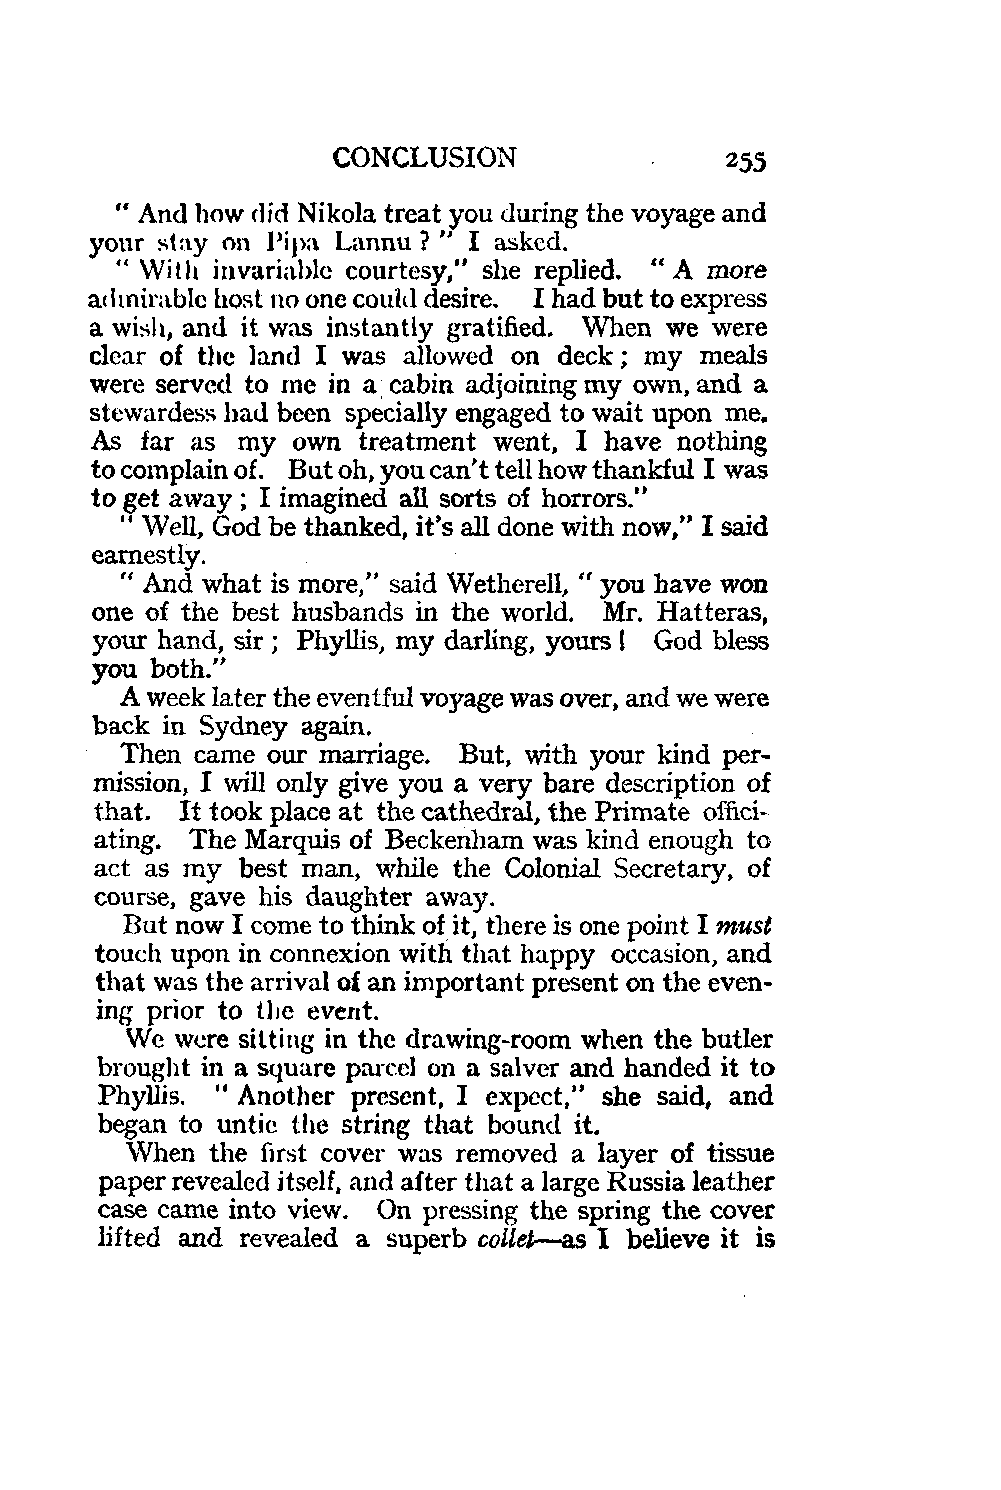 CONCLUSION 255
“ And how did Nikola treat you during the voyage and
your stay on Pipa Lannu ? ” I asked.
“ With invariable courtesy,” she replied. “ A more
admirable host no one could desire. I had but to express
a wish, and it was instantly gratified. When we were
clear of the land I was allowed on deck ; my meals
were served to me in a cabin adjoining my own, and a
stewardess had been specially engaged to wait upon me.
As far as my own treatment went, I have nothing
to complain of. But oh, you can’t tell how thankful I was
to get away ; I imagined all sorts of horrors.”
“ Well, God be thanked, it’s all done with now,” I said
earnestly.
“ And what is more,” said Wetherell, “ you have won
one of the best husbands in the world. Mr. Hatteras,
your hand, sir ; Phyllis, my darling, yours ! God bless
you both.”
A week later the eventful voyage was over, and we were
back in Sydney again.
Then came our marriage. But, with your kind per-
mission, I will only give you a very bare description of
that. It took place at the cathedral, the Primate offici-
ating. The Marquis of Beckenham was kind enough to
act as my best man, while the Colonial Secretary, of
course, gave his daughter away.
But now I come to think of it, there is one point I must
touch upon in connexion with that happy occasion, and
that was the arrival of an important present on the even-
ing prior to the event.
We were sitting in the drawing-room when the butler
brought in a square parcel on a salver and handed it to
Phyllis. “ Another present, I expect,” she said, and
began to untie the string that bound it.
When the first cover was removed a layer of tissue
paper revealed itself, and after that a large Russia leather
case came into view. On pressing the spring the cover
lifted and revealed a superb collet—as I believe it is